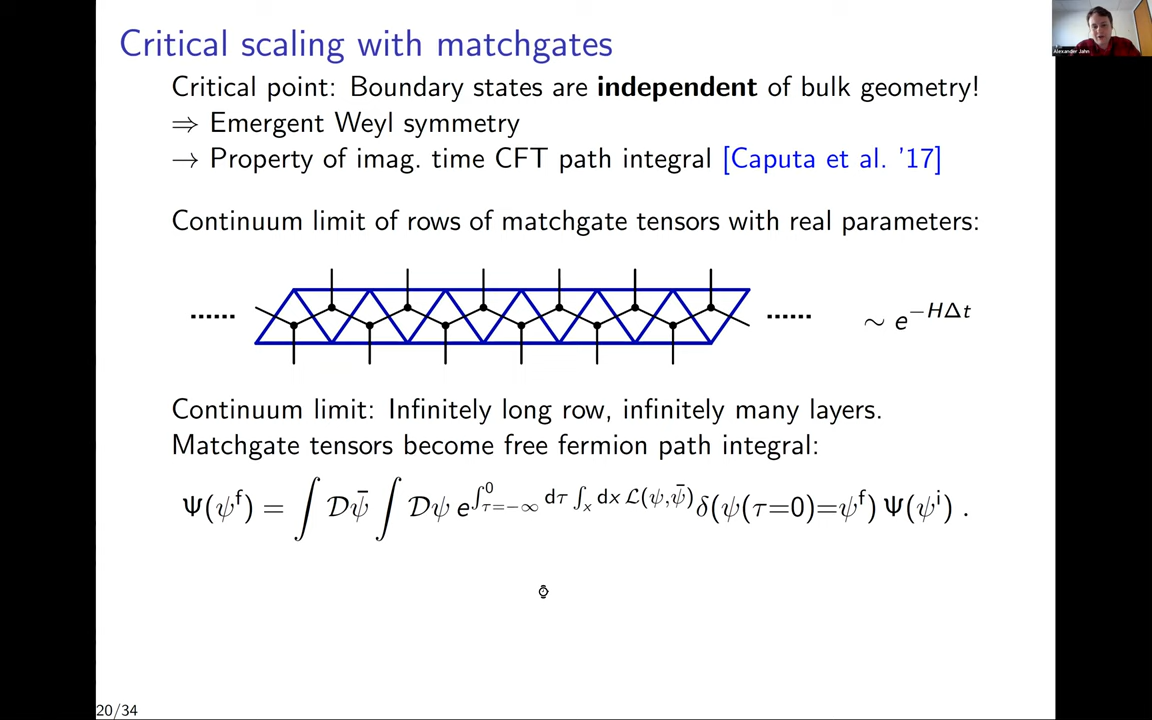 Critical scaling with matchgates
Alexander Jahn
Critical point: Boundary states are independent of bulk geometry!
⇒ Emergent Weyl symmetry
→ Property of imag. time CFT path integral [Caputa et al. '17]
Continuum limit of rows of matchgate tensors with real parameters:
...... ...... ∼ e^{−HΔt}
Continuum limit: Infinitely long row, infinitely many layers.
Matchgate tensors become free fermion path integral:
Ψ(ψ^f) = ∫ 𝒟ψ̄ ∫ 𝒟ψ e^{∫_{τ=−∞}^{0} dτ ∫_x dx ℒ(ψ,ψ̄)} δ(ψ(τ=0)=ψ^f) Ψ(ψ^i) .
20/34